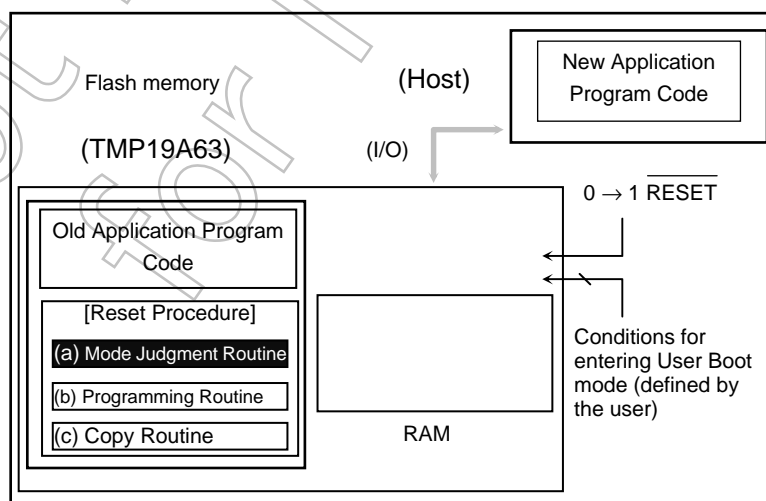 Flash memory
(Host)
New Application
Program Code
(TMP19A63)
(I/O)
0 → 1 RESET
Old Application Program
Code
[Reset Procedure]
(a) Mode Judgment Routine
(b) Programming Routine
(c) Copy Routine
RAM
Conditions for
entering User Boot
mode (defined by
the user)
for